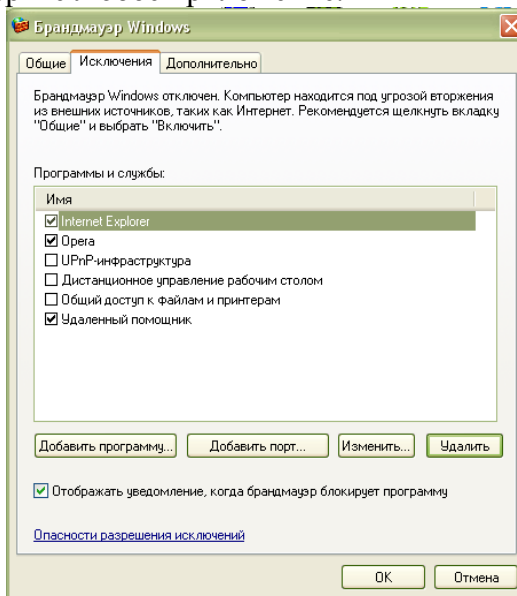 Брандмауэр Windows
Общие Исключения Дополнительно
Брандмауэр Windows отключен. Компьютер находится под угрозой вторжения
из внешних источников, таких как Интернет. Рекомендуется щелкнуть вкладку
"Общие" и выбрать "Включить".
Программы и службы:
Имя
Internet Explorer
Opera
UPnP-инфраструктура
Дистанционное управление рабочим столом
Общий доступ к файлам и принтерам
Удаленный помощник
Добавить программу... Добавить порт... Изменить... Удалить
Отображать уведомление, когда брандмауэр блокирует программу
Опасности разрешения исключений
OK Отмена